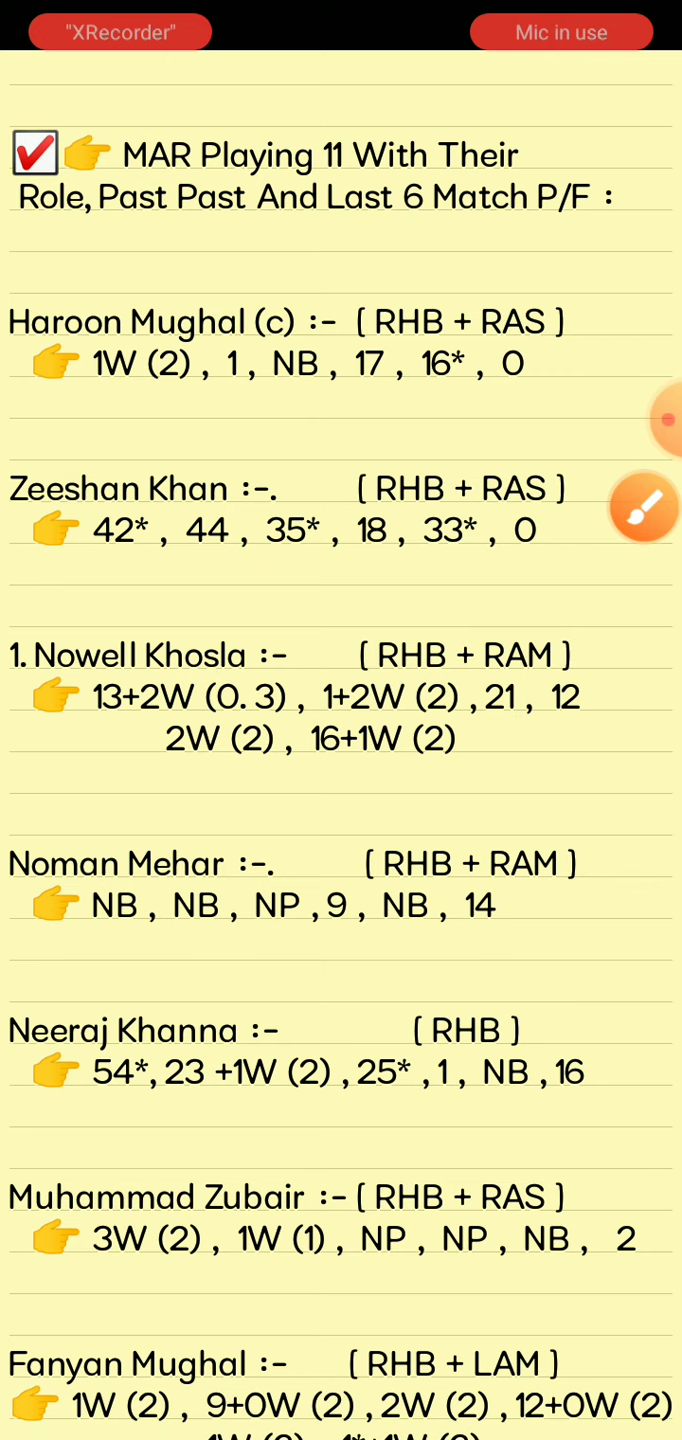 "XRecorder" Mic in use
☑👉 MAR Playing 11 With Their
Role, Past Past And Last 6 Match P/F :
Haroon Mughal (c) :- [ RHB + RAS ]
👉 1W (2) , 1 , NB , 17 , 16* , 0
Zeeshan Khan :-. [ RHB + RAS ]
👉 42* , 44 , 35* , 18 , 33* , 0
1. Nowell Khosla :- [ RHB + RAM ]
👉 13+2W (0.3) , 1+2W (2) , 21 , 12
2W (2) , 16+1W (2)
Noman Mehar :-. [ RHB + RAM ]
👉 NB , NB , NP , 9 , NB , 14
Neeraj Khanna :- [ RHB ]
👉 54*, 23 +1W (2) , 25* , 1 , NB , 16
Muhammad Zubair :- [ RHB + RAS ]
👉 3W (2) , 1W (1) , NP , NP , NB , 2
Fanyan Mughal :- [ RHB + LAM ]
👉 1W (2) , 9+0W (2) , 2W (2) , 12+0W (2)